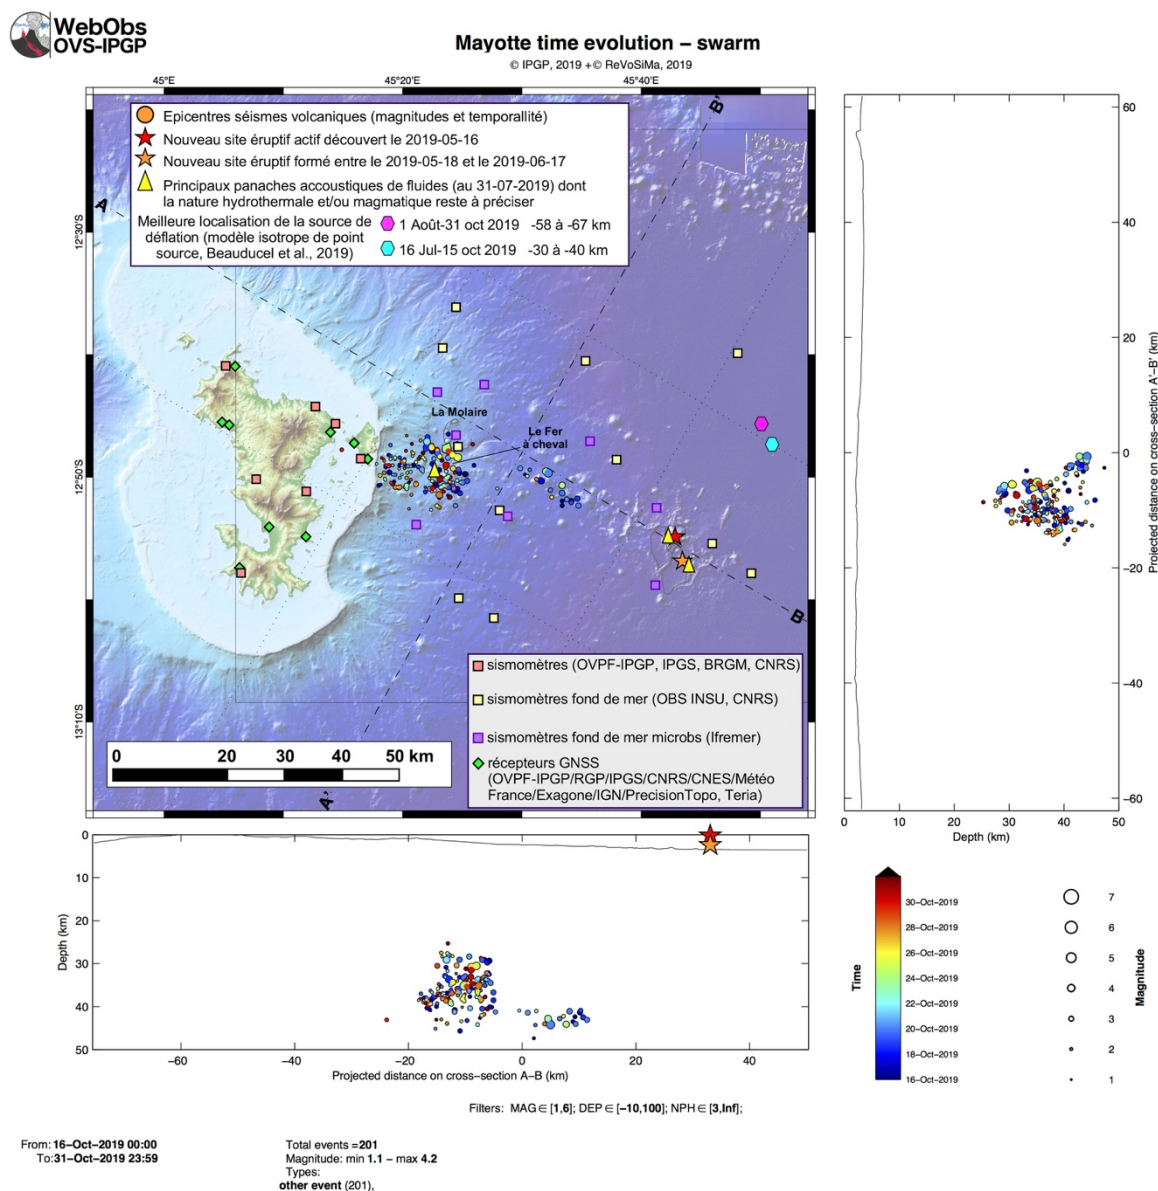 WebObs
OVS-IPGP
Mayotte time evolution – swarm
© IPGP, 2019 + © ReVoSiMa, 2019
45°E
45°20'E
45°40'E
Epicentres séismes volcaniques (magnitudes et temporallité)
Nouveau site éruptif actif découvert le 2019-05-16
Nouveau site éruptif formé entre le 2019-05-18 et le 2019-06-17
Principaux panaches accoustiques de fluides (au 31-07-2019) dont
la nature hydrothermale et/ou magmatique reste à préciser
Meilleure localisation de la source de
déflation (modèle isotrope de point
source, Beauducel et al., 2019)
1 Août-31 oct 2019 -58 à -67 km
16 Jul-15 oct 2019 -30 à -40 km
A
B'
12°30'S
12°50'S
13°10'S
La Molaire
Le Fer
à cheval
B
A'
sismomètres (OVPF-IPGP, IPGS, BRGM, CNRS)
sismomètres fond de mer (OBS INSU, CNRS)
sismomètres fond de mer microbs (Ifremer)
récepteurs GNSS
(OVPF-IPGP/RGP/IPGS/CNRS/CNES/Météo
France/Exagone/IGN/PrecisionTopo, Teria)
0 20 30 40 50 km
60
40
20
0
−20
−40
−60
Projected distance on cross-section A'−B' (km)
0 10 20 30 40 50
Depth (km)
0
10
20
30
40
50
Depth (km)
−60 −40 −20 0 20 40
Projected distance on cross-section A−B (km)
Time
30−Oct−2019
28−Oct−2019
26−Oct−2019
24−Oct−2019
22−Oct−2019
20−Oct−2019
18−Oct−2019
16−Oct−2019
7
6
5
4
3
2
1
Magnitude
Filters: MAG ∈ [1,6]; DEP ∈ [−10,100]; NPH ∈ [3,Inf];
From: 16−Oct−2019 00:00
To:31−Oct−2019 23:59
Total events =201
Magnitude: min 1.1 − max 4.2
Types:
other event (201),